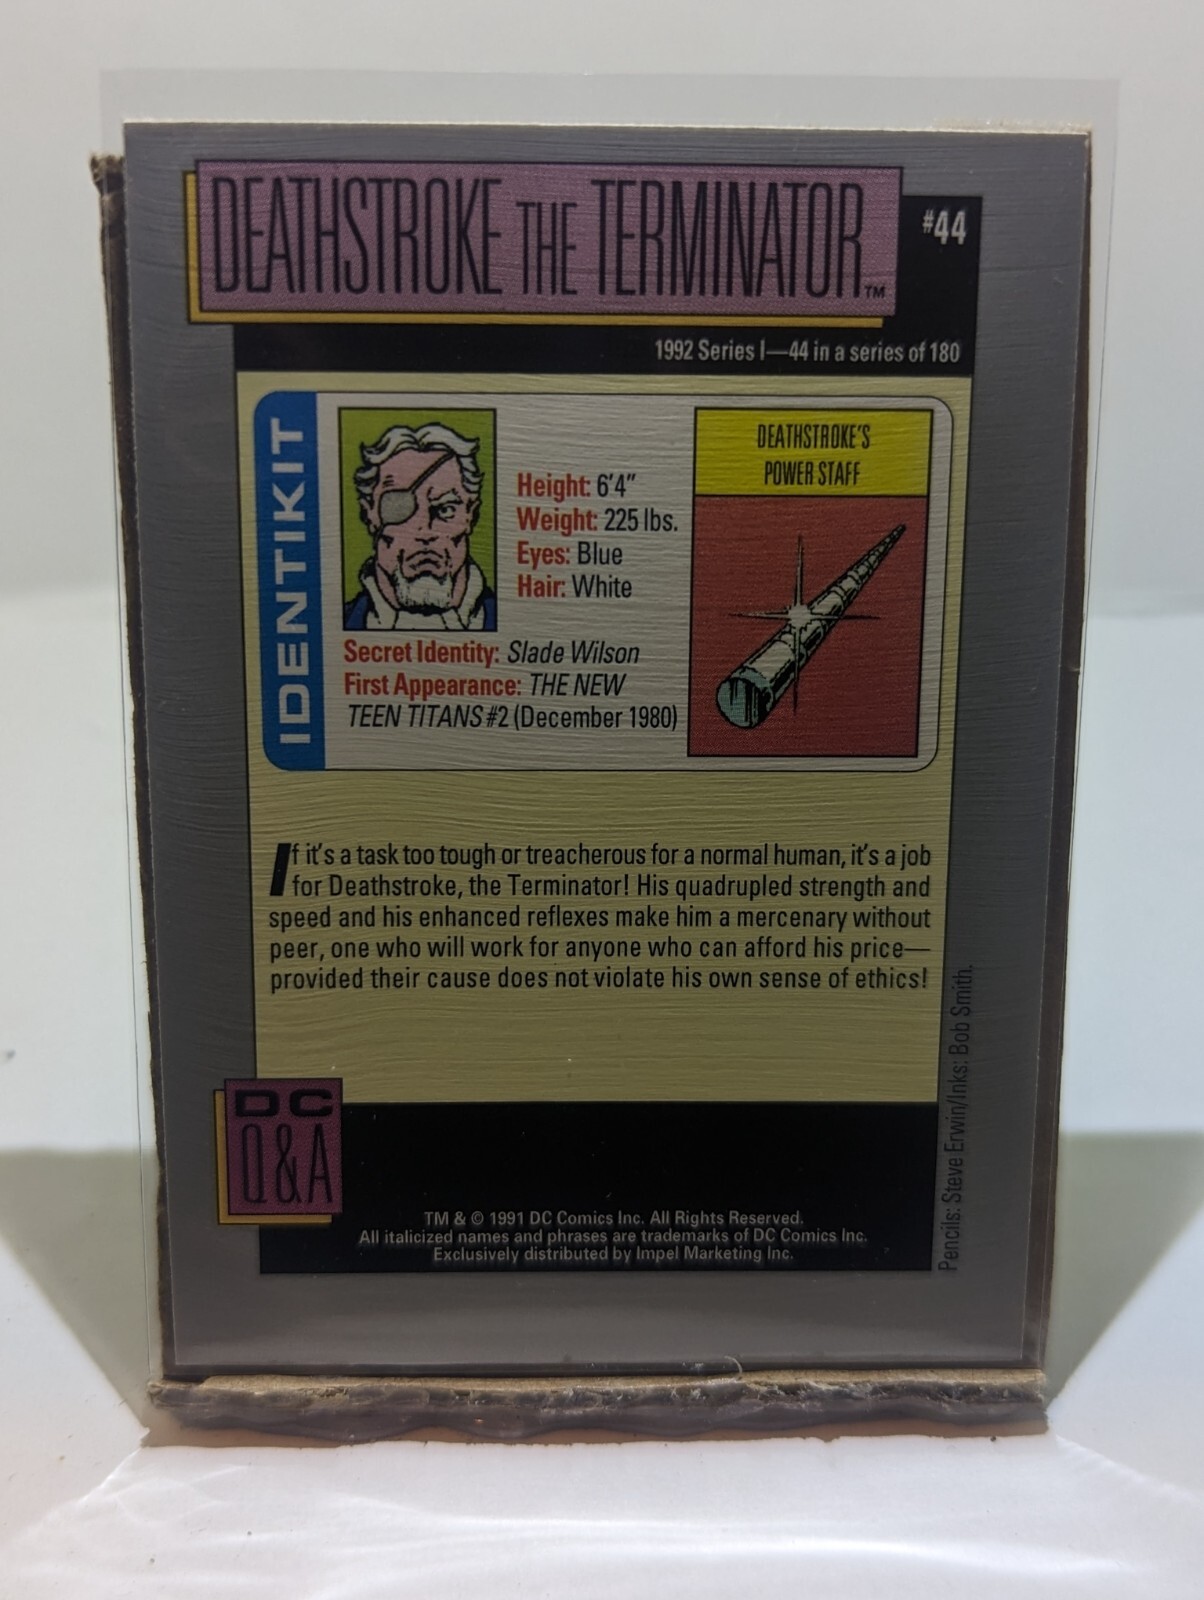 DEATHSTROKE THE TERMINATOR™
#44
1992 Series I—44 in a series of 180
IDENTIKIT
Height: 6'4"
Weight: 225 lbs.
Eyes: Blue
Hair: White
Secret Identity: Slade Wilson
First Appearance: THE NEW
TEEN TITANS #2 (December 1980)
DEATHSTROKE'S
POWER STAFF
If it's a task too tough or treacherous for a normal human, it's a job
for Deathstroke, the Terminator! His quadrupled strength and
speed and his enhanced reflexes make him a mercenary without
peer, one who will work for anyone who can afford his price—
provided their cause does not violate his own sense of ethics!
Pencils: Steve Erwin/Inks: Bob Smith.
DC
Q&A
TM & © 1991 DC Comics Inc. All Rights Reserved.
All italicized names and phrases are trademarks of DC Comics Inc.
Exclusively distributed by Impel Marketing Inc.